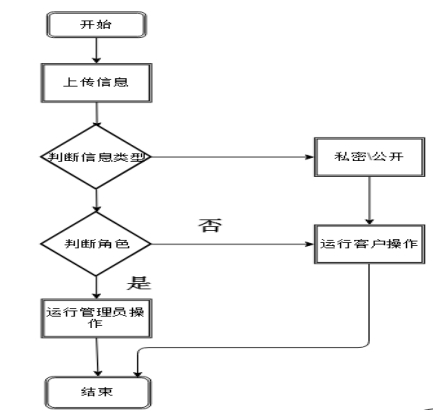 开始
上传信息
判断信息类型
私密\公开
否
判断角色
运行客户操作
是
运行管理员操
作
结束